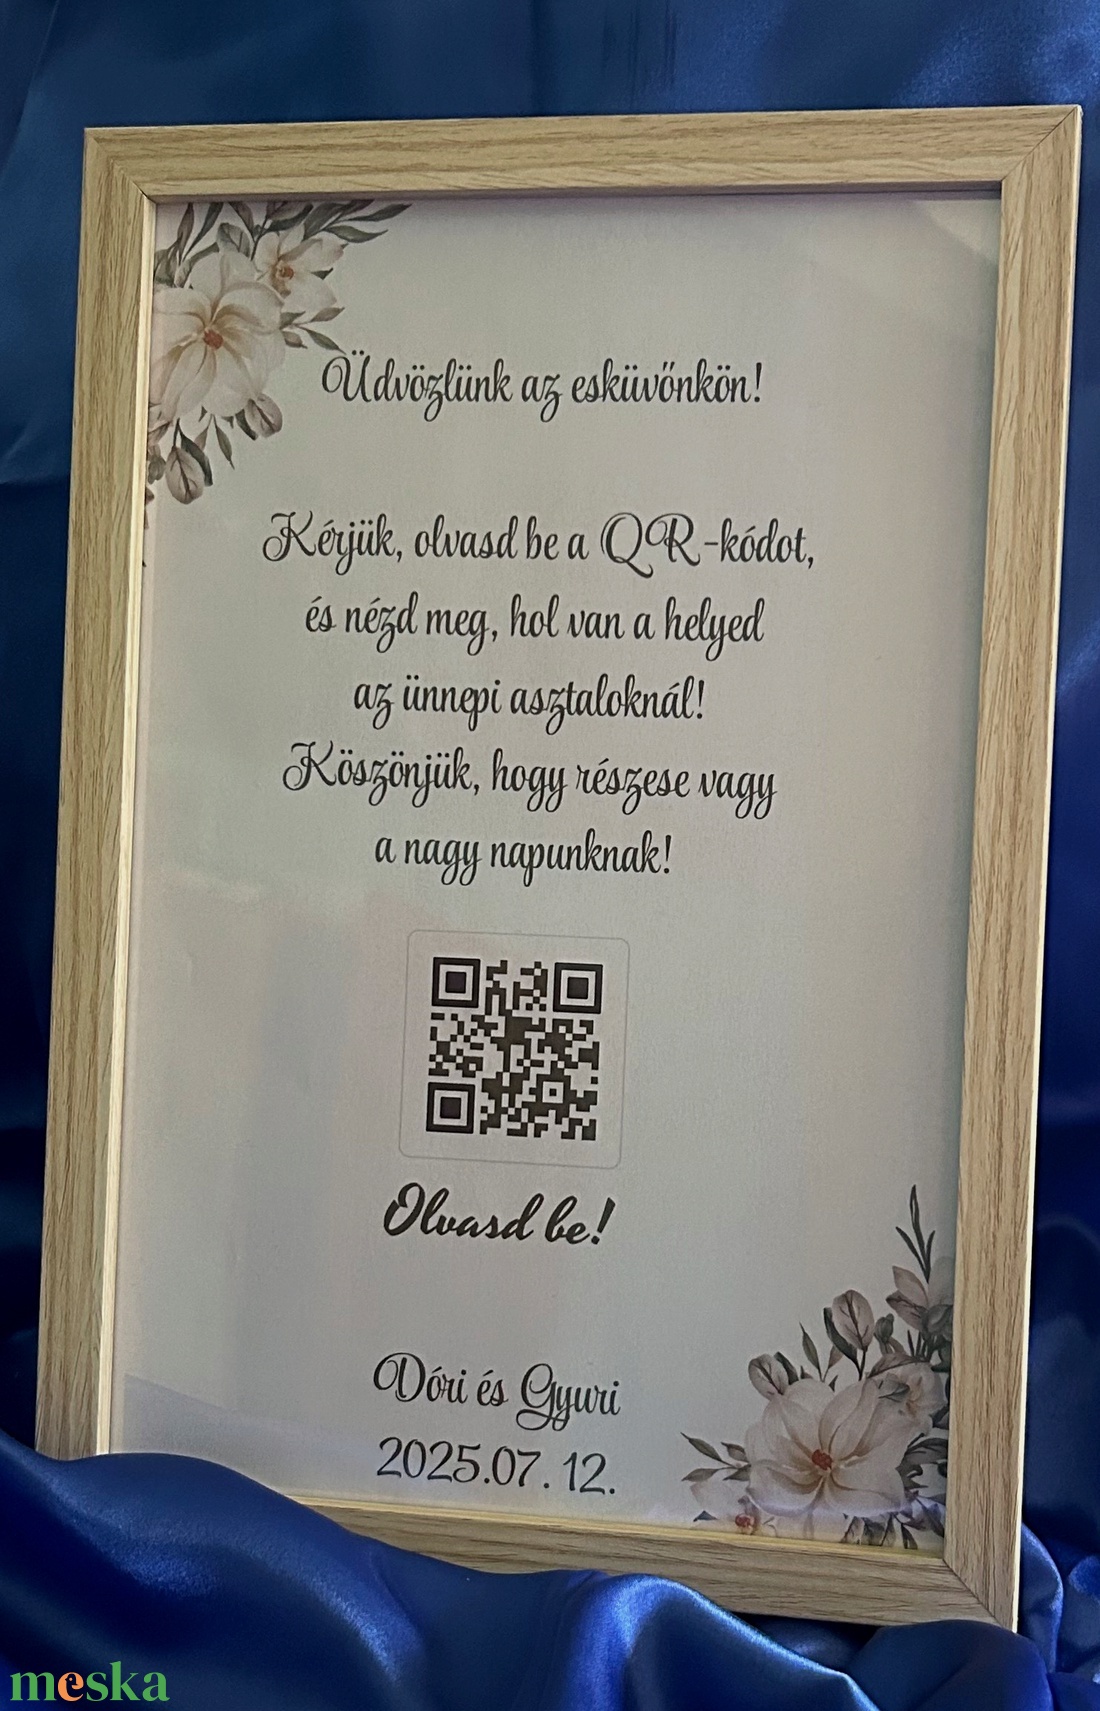 Üdvözlünk az esküvőnkön!
Kérjük, olvasd be a QR-kódot,
és nézd meg, hol van a helyed
az ünnepi asztaloknál!
Köszönjük, hogy részese vagy
a nagy napunknak!
Olvasd be!
Dóri és Gyuri
2025.07.12.
meska